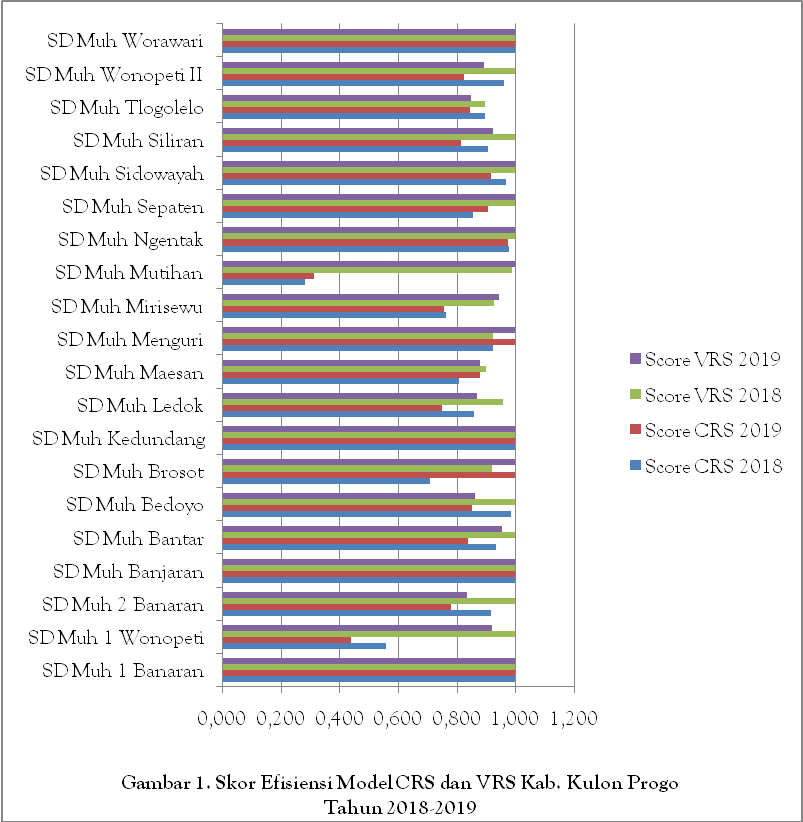 SD Muh Worawari
SD Muh Wonopeti II
SD Muh Tlogolelo
SD Muh Siliran
SD Muh Sidowayah
SD Muh Sepaten
SD Muh Ngentak
SD Muh Mutihan
SD Muh Mirisewu
SD Muh Menguri
SD Muh Maesan
SD Muh Ledok
SD Muh Kedundang
SD Muh Brosot
SD Muh Bedoyo
SD Muh Bantar
SD Muh Banjaran
SD Muh 2 Banaran
SD Muh 1 Wonopeti
SD Muh 1 Banaran
0,000 0,200 0,400 0,600 0,800 1,000 1,200
Score VRS 2019
Score VRS 2018
Score CRS 2019
Score CRS 2018
Gambar 1. Skor Efisiensi Model CRS dan VRS Kab. Kulon Progo
Tahun 2018-2019